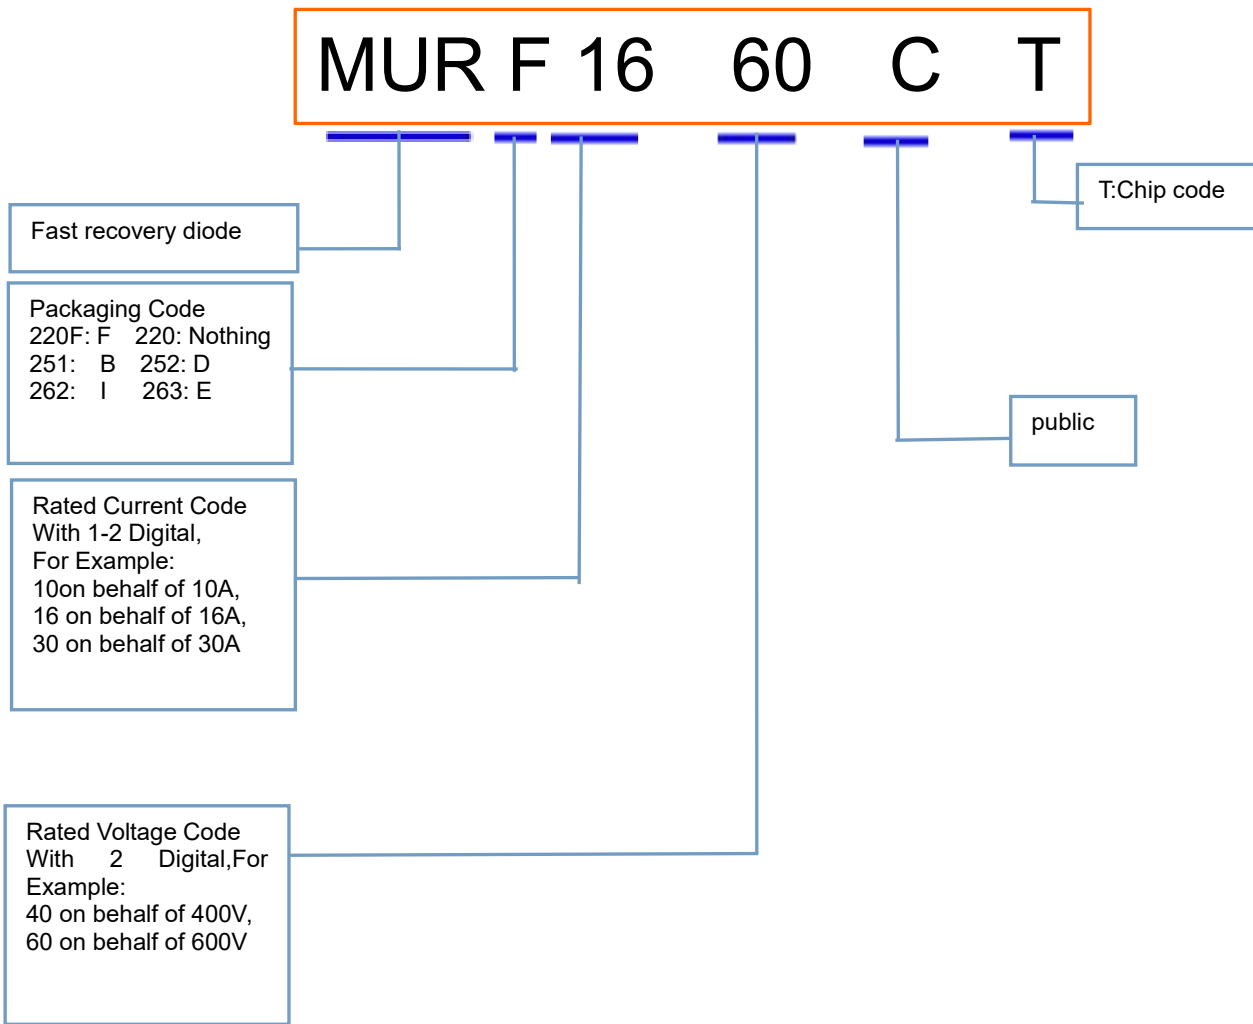 MUR F 16 60 C T
T:Chip code
Fast recovery diode
Packaging Code
220F: F 220: Nothing
251: B 252: D
262: I 263: E
public
Rated Current Code
With 1-2 Digital,
For Example:
10on behalf of 10A,
16 on behalf of 16A,
30 on behalf of 30A
Rated Voltage Code
With 2 Digital,For
Example:
40 on behalf of 400V,
60 on behalf of 600V